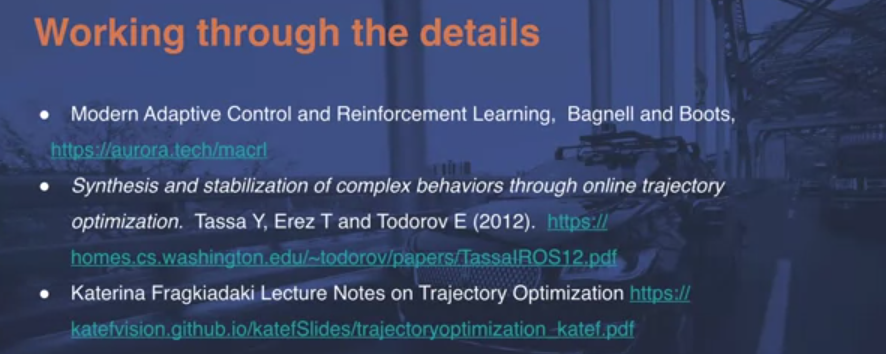 Working through the details
• Modern Adaptive Control and Reinforcement Learning, Bagnell and Boots,
https://aurora.tech/macrl
• Synthesis and stabilization of complex behaviors through online trajectory
optimization. Tassa Y, Erez T and Todorov E (2012). https://
homes.cs.washington.edu/~todorov/papers/TassaIROS12.pdf
• Katerina Fragkiadaki Lecture Notes on Trajectory Optimization https://
katefvision.github.io/katefSlides/trajectoryoptimization_katef.pdf